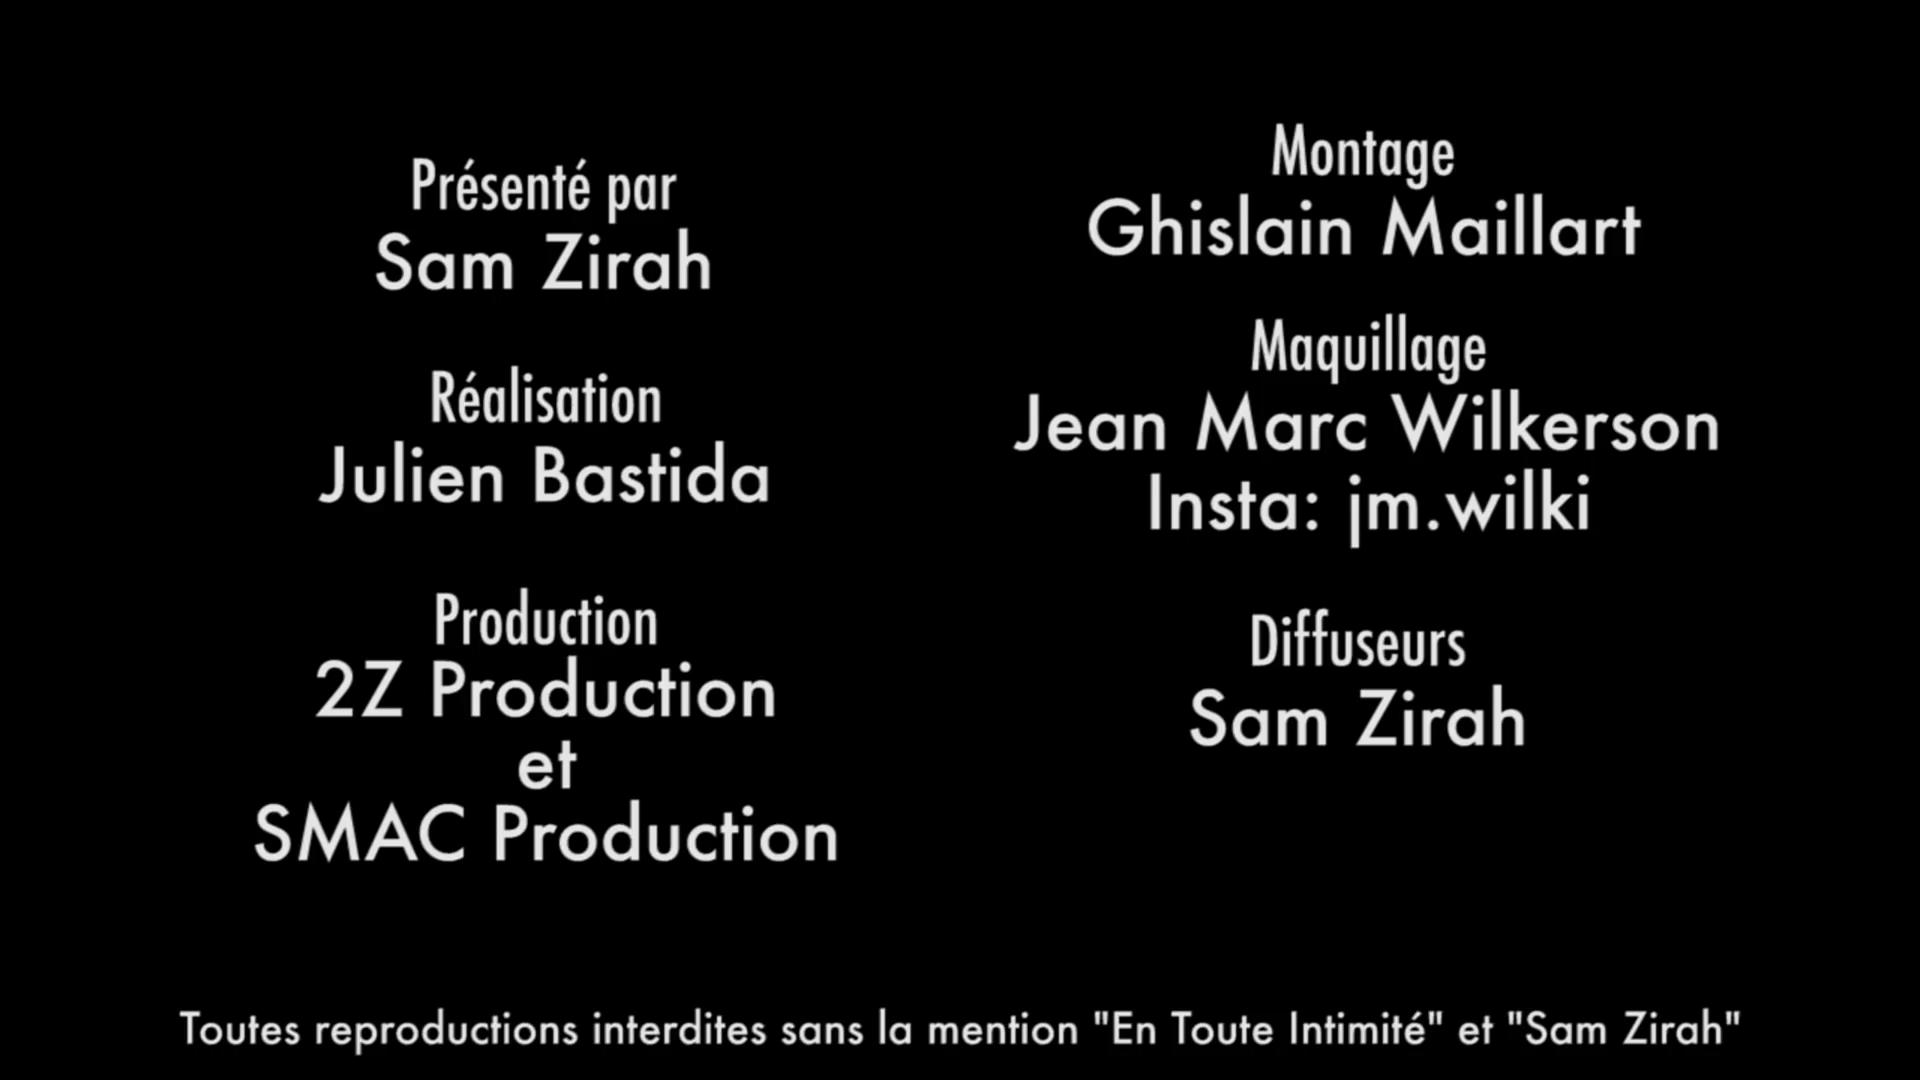 Présenté par
Sam Zirah
Réalisation
Julien Bastida
Production
2Z Production
et
SMAC Production
Montage
Ghislain Maillart
Maquillage
Jean Marc Wilkerson
Insta: jm.wilki
Diffuseurs
Sam Zirah
Toutes reproductions interdites sans la mention "En Toute Intimité" et "Sam Zirah"